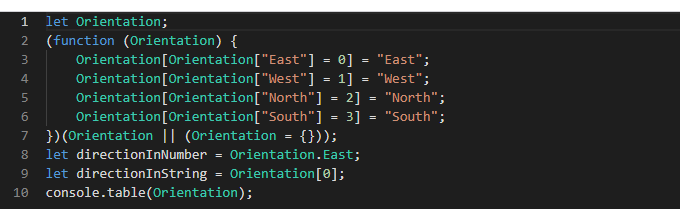 1 let Orientation;
2 (function (Orientation) {
3     Orientation[Orientation["East"] = 0] = "East";
4     Orientation[Orientation["West"] = 1] = "West";
5     Orientation[Orientation["North"] = 2] = "North";
6     Orientation[Orientation["South"] = 3] = "South";
7 })(Orientation || (Orientation = {}));
8 let directionInNumber = Orientation.East;
9 let directionInString = Orientation[0];
10 console.table(Orientation);